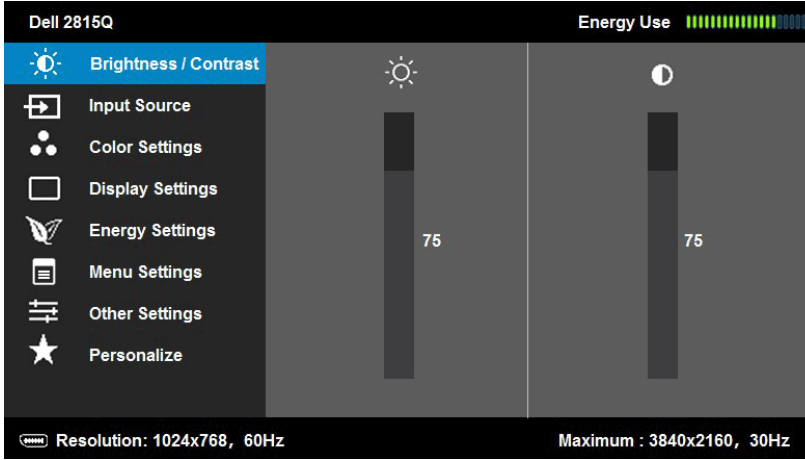 Dell 2815Q
Energy Use
Brightness / Contrast
Input Source
Color Settings
Display Settings
Energy Settings
Menu Settings
Other Settings
Personalize
75
75
Resolution: 1024x768, 60Hz
Maximum : 3840x2160, 30Hz